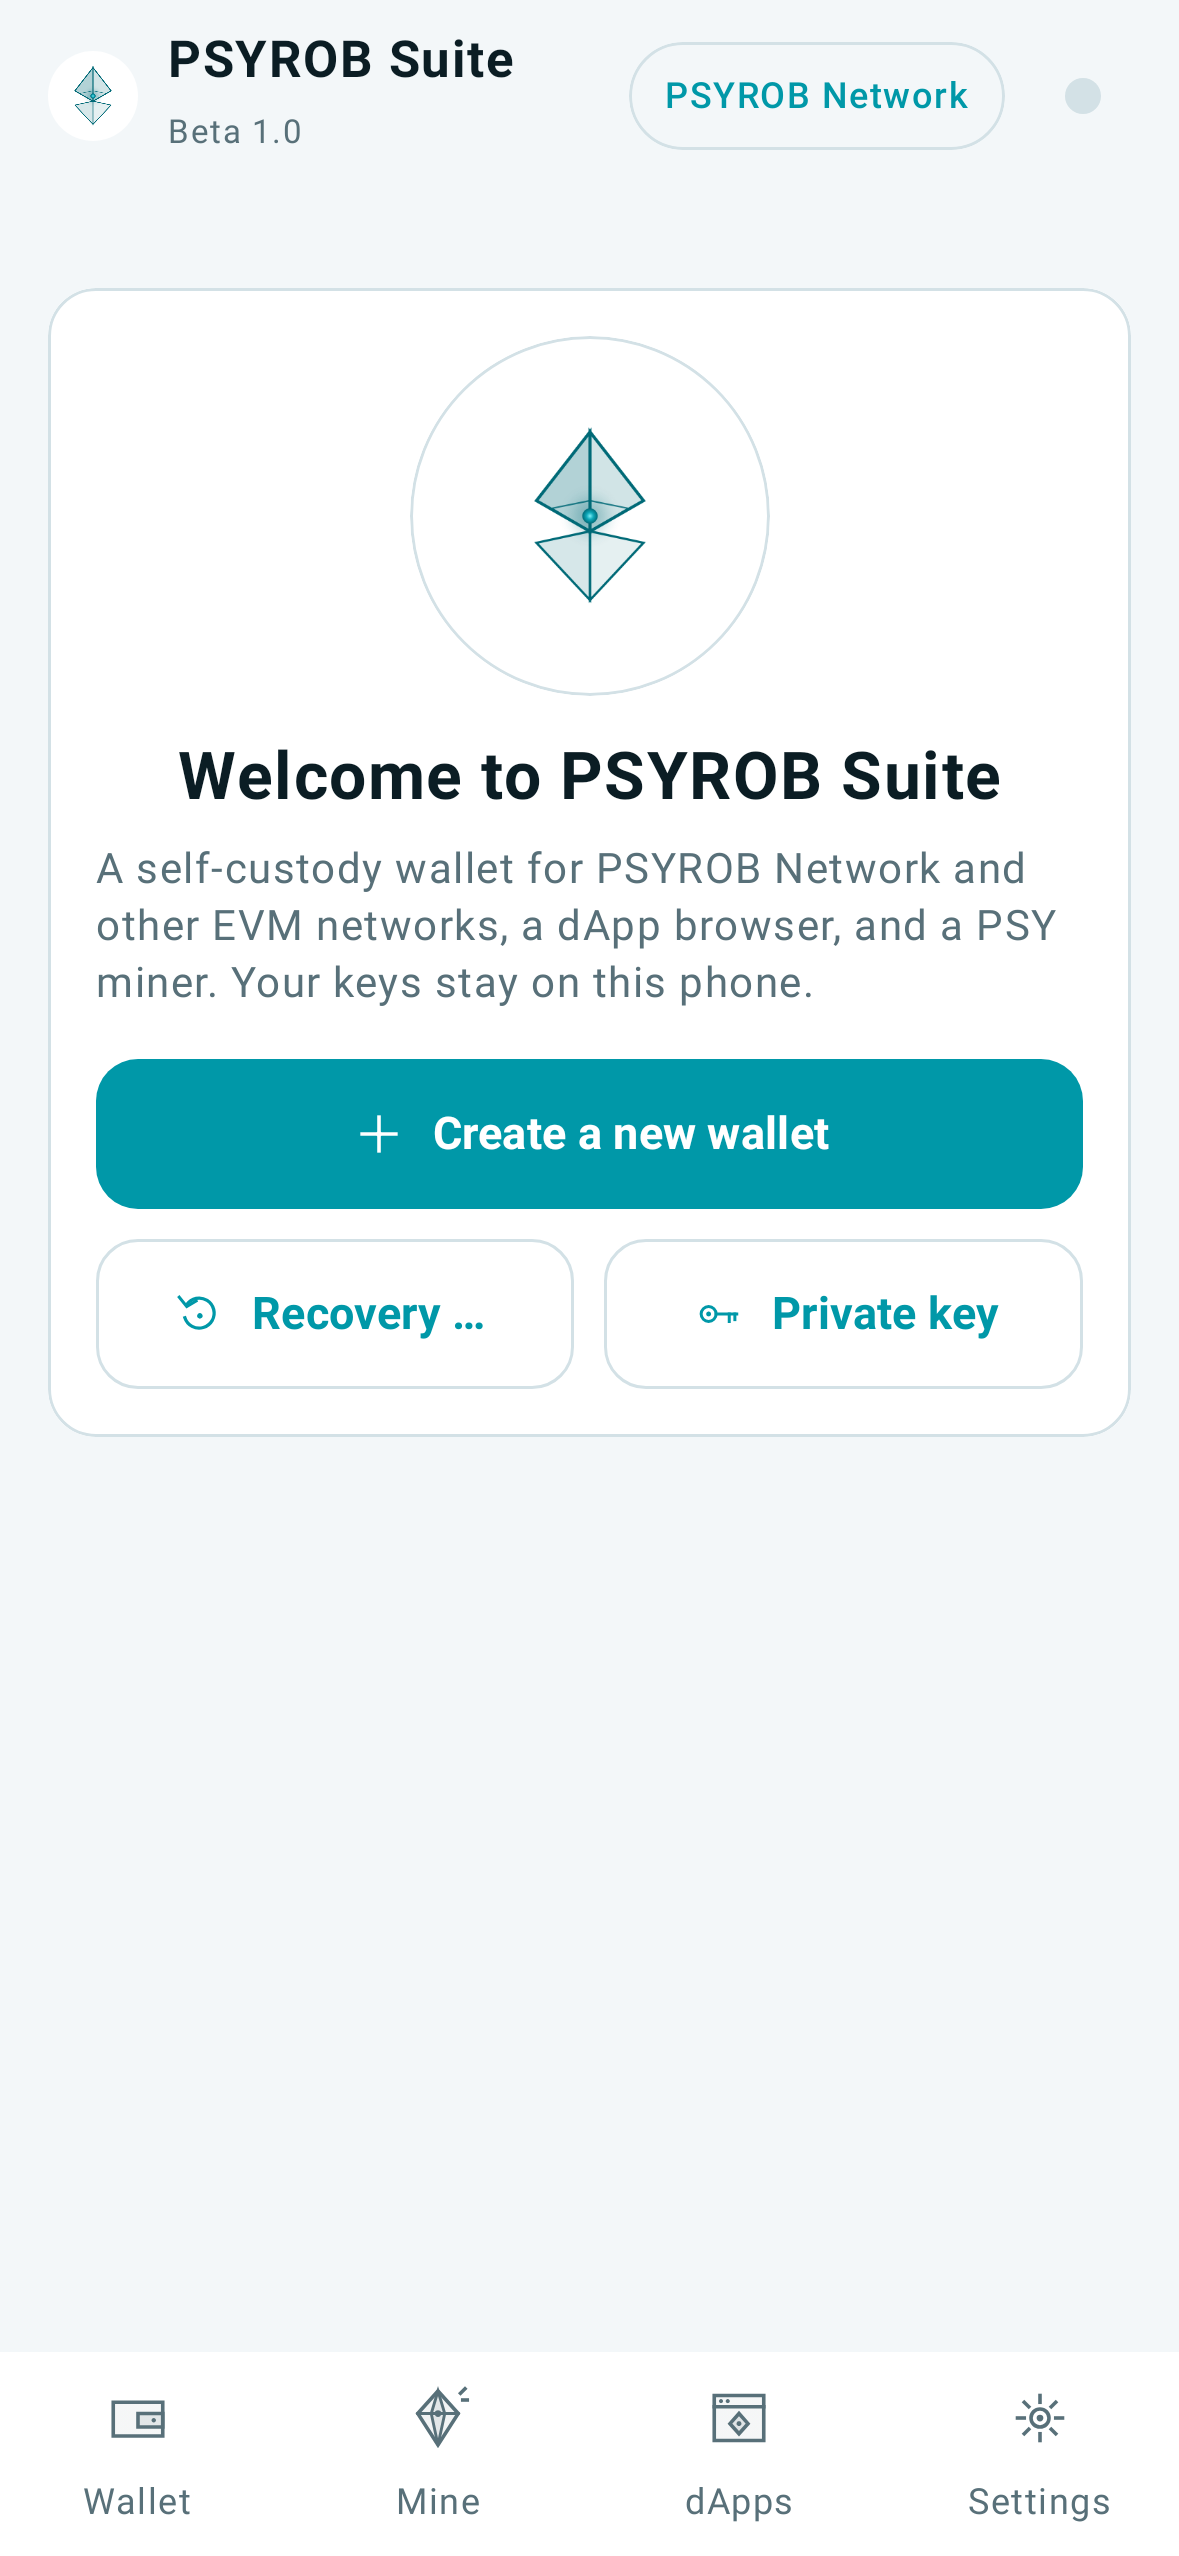 PSYROB Suite
Beta 1.0
PSYROB Network
Welcome to PSYROB Suite
A self-custody wallet for PSYROB Network and
other EVM networks, a dApp browser, and a PSY
miner. Your keys stay on this phone.
Create a new wallet
Recovery ...
Private key
Wallet
Mine
dApps
Settings